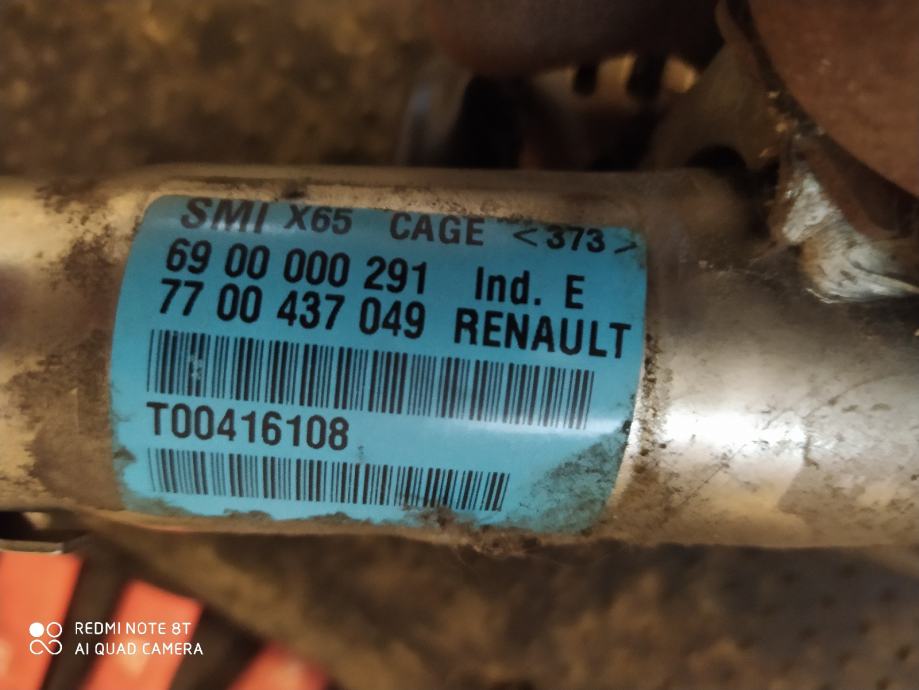 SMI X65 CAGE <373>
69 00 000 291 Ind. E
77 00 437 049 RENAULT
T00416108
REDMI NOTE 8T
AI QUAD CAMERA